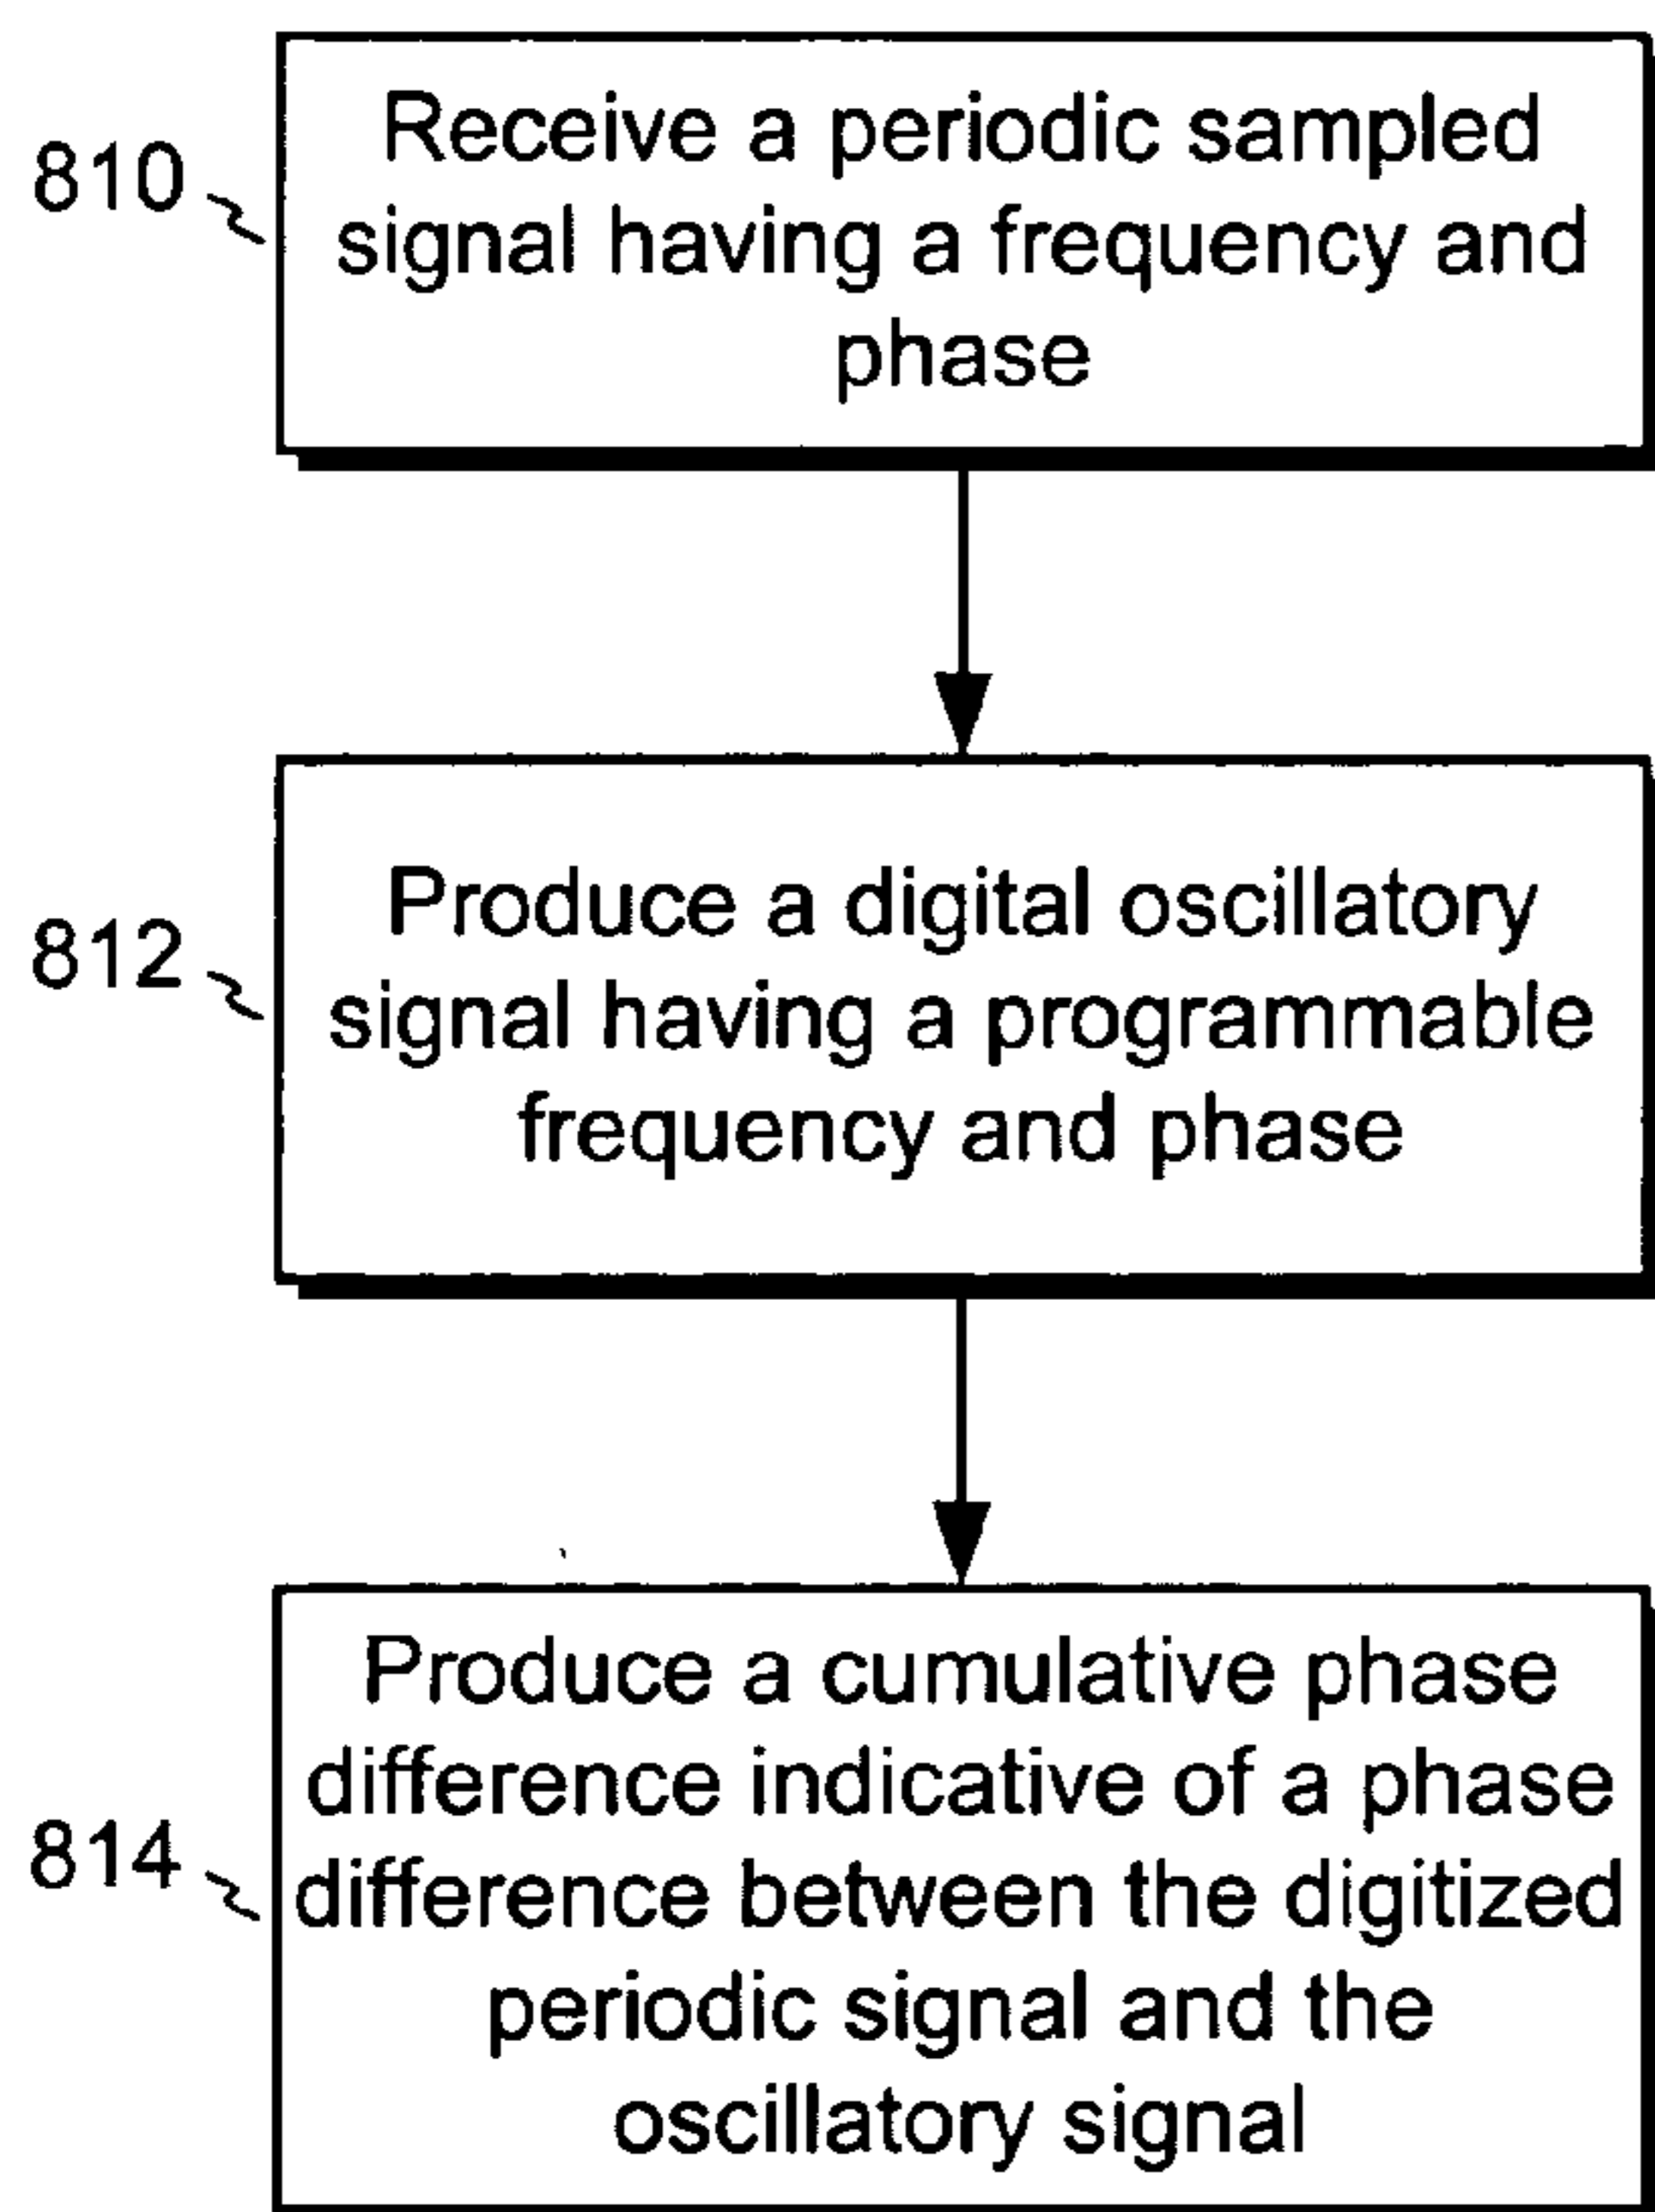 810
Receive a periodic sampled
signal having a frequency and
phase
812
Produce a digital oscillatory
signal having a programmable
frequency and phase
814
Produce a cumulative phase
difference indicative of a phase
difference between the digitized
periodic signal and the
oscillatory signal